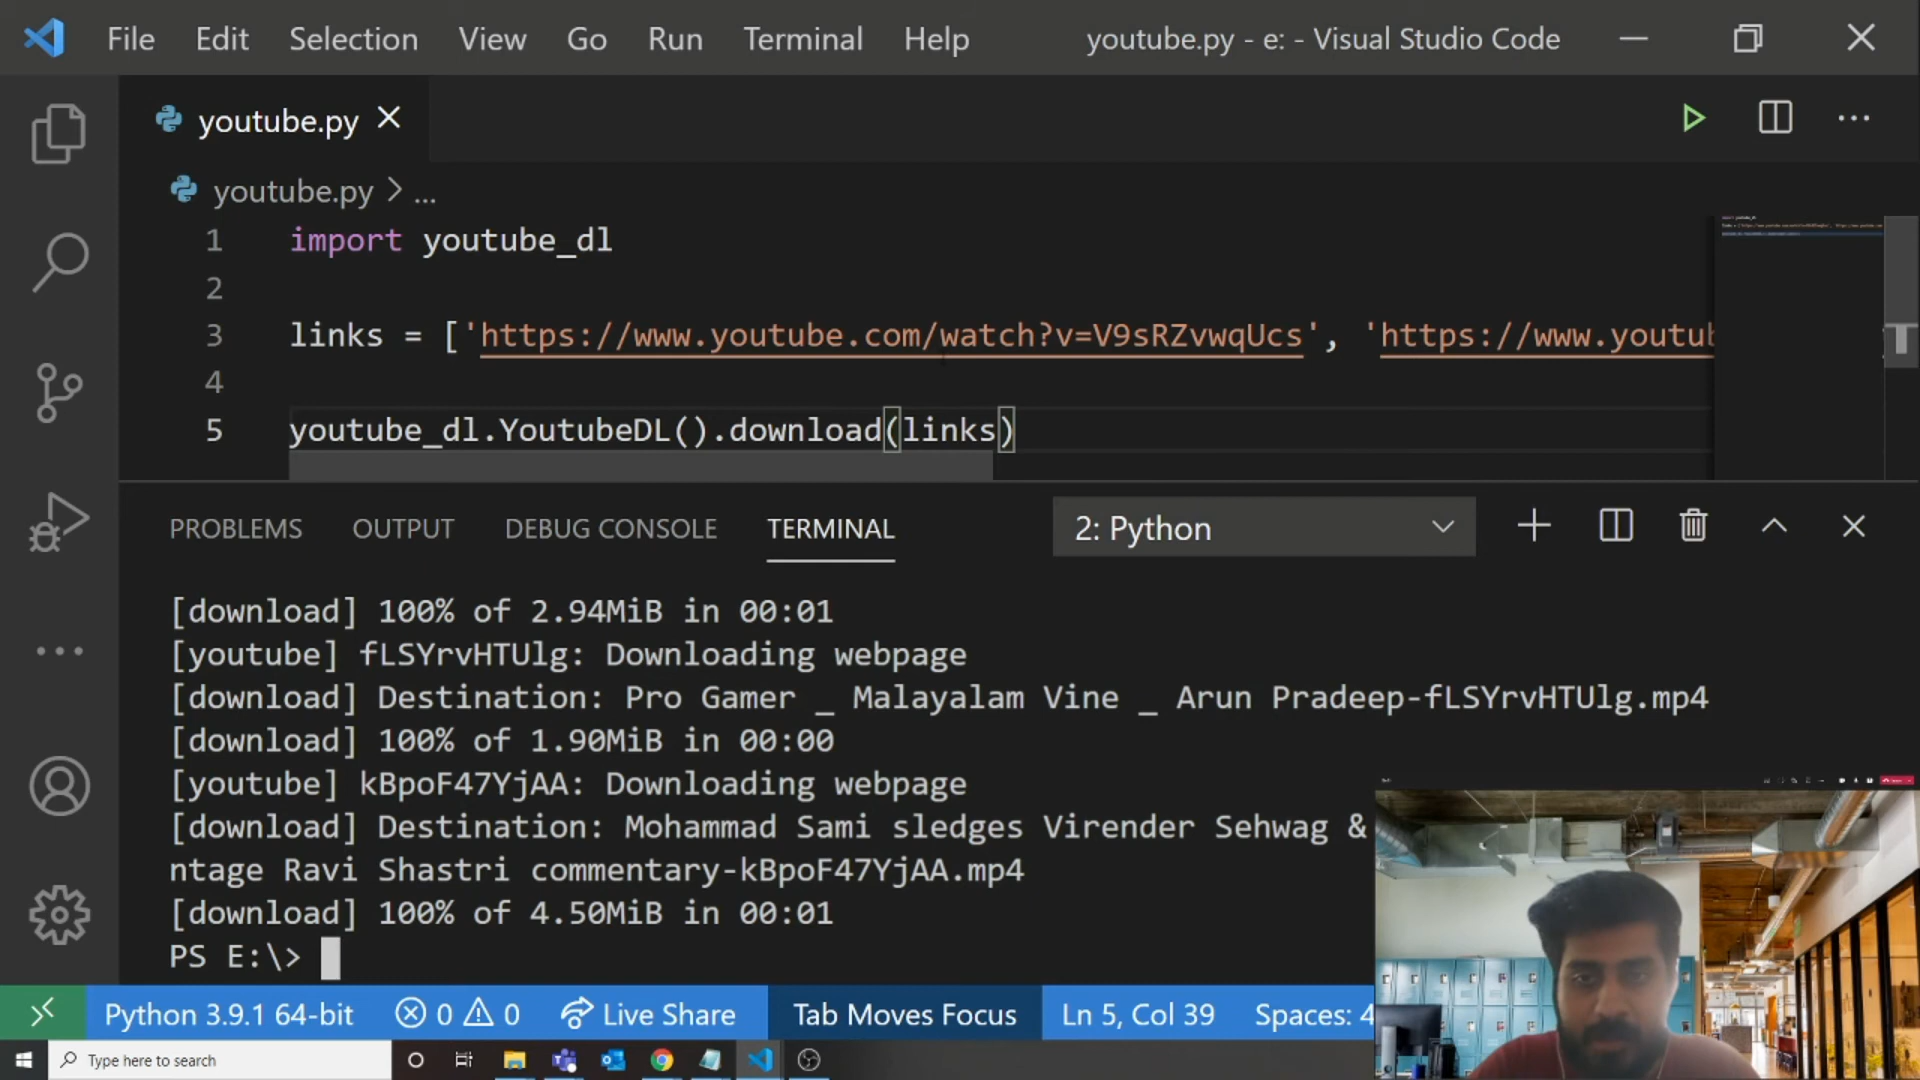 File Edit Selection View Go Run Terminal Help youtube.py - e: - Visual Studio Code
youtube.py
youtube.py > ...
1 import youtube_dl
2
3 links = ['https://www.youtube.com/watch?v=V9sRZvwqUcs', 'https://www.youtub
4
5 youtube_dl.YoutubeDL().download(links)
PROBLEMS OUTPUT DEBUG CONSOLE TERMINAL 2: Python
[download] 100% of 2.94MiB in 00:01
[youtube] fLSYrvHTUlg: Downloading webpage
[download] Destination: Pro Gamer _ Malayalam Vine _ Arun Pradeep-fLSYrvHTUlg.mp4
[download] 100% of 1.90MiB in 00:00
[youtube] kBpoF47YjAA: Downloading webpage
[download] Destination: Mohammad Sami sledges Virender Sehwag &
ntage Ravi Shastri commentary-kBpoF47YjAA.mp4
[download] 100% of 4.50MiB in 00:01
PS E:\>
Python 3.9.1 64-bit 0 0 Live Share Tab Moves Focus Ln 5, Col 39 Spaces: 4
Type here to search